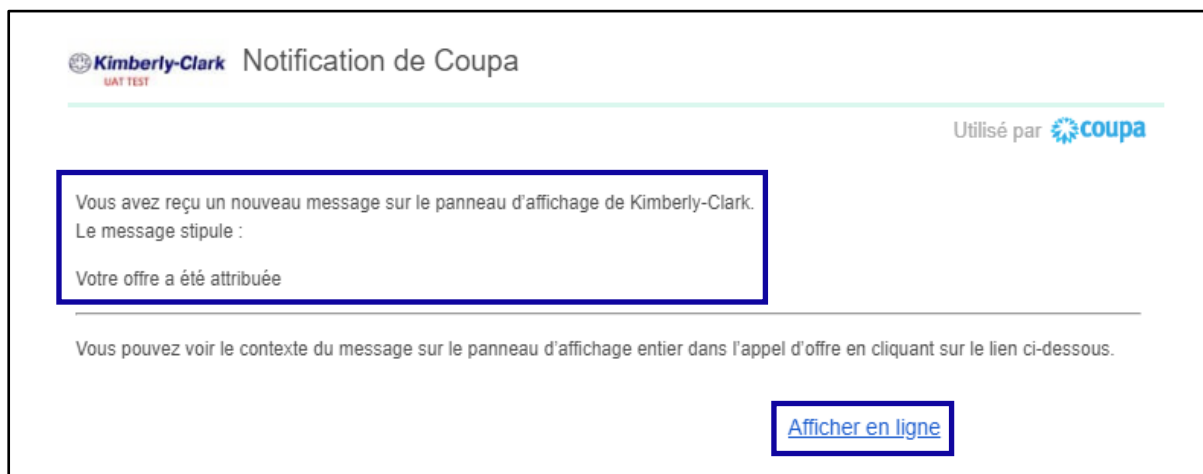 Kimberly-Clark Notification de Coupa
UAT TEST
Utilisé par coupa
Vous avez reçu un nouveau message sur le panneau d'affichage de Kimberly-Clark.
Le message stipule :
Votre offre a été attribuée
Vous pouvez voir le contexte du message sur le panneau d'affichage entier dans l'appel d'offre en cliquant sur le lien ci-dessous.
Afficher en ligne